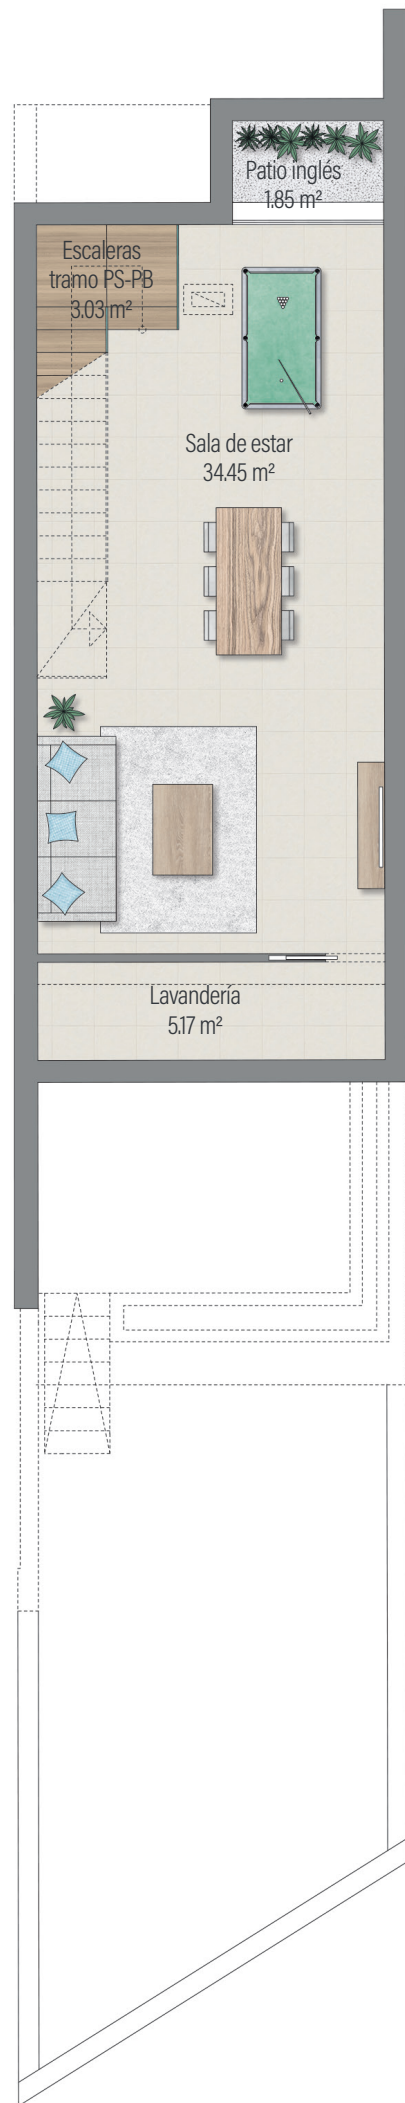 Patio inglés
1.85 m²
Escaleras
tramo PS-PB
3.03 m²
Sala de estar
34.45 m²
Lavandería
5.17 m²